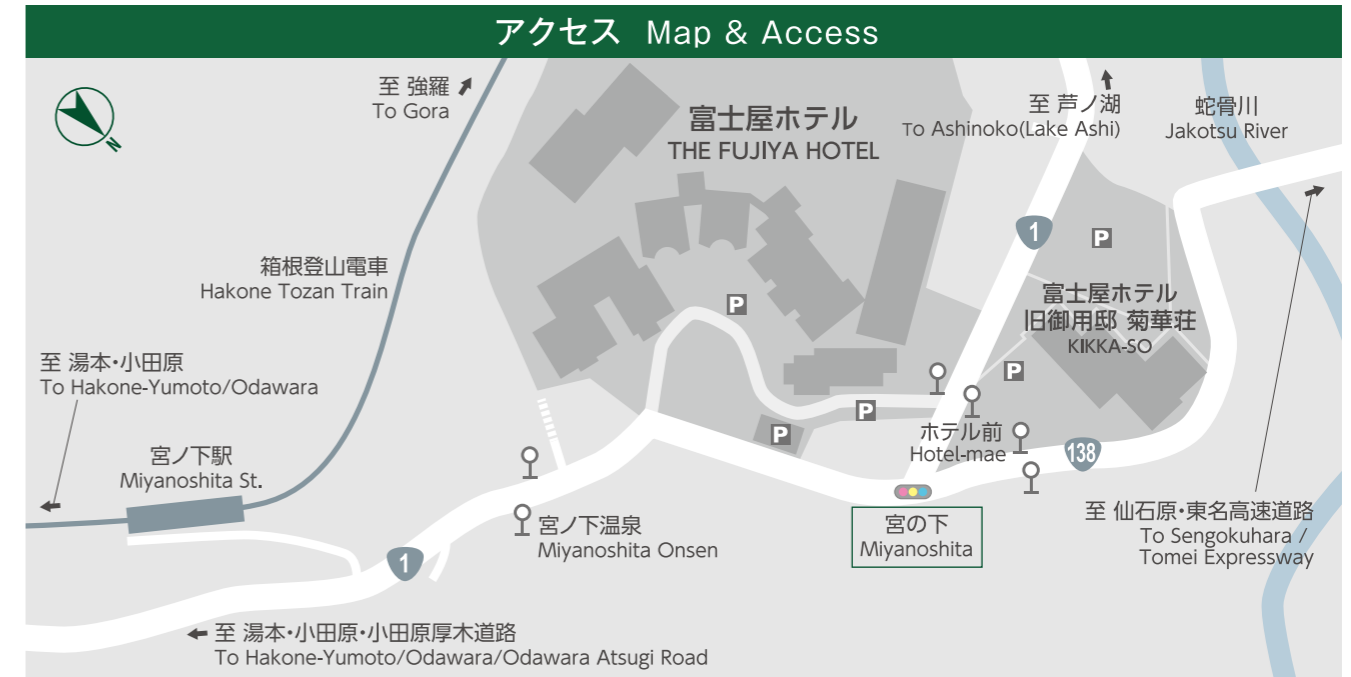 アクセス Map & Access
至 強羅
To Gora
富士屋ホテル
THE FUJIYA HOTEL
至 芦ノ湖
To Ashinoko(Lake Ashi)
蛇骨川
Jakotsu River
N
1
P
箱根登山電車
Hakone Tozan Train
富士屋ホテル
旧御用邸 菊華荘
KIKKA-SO
P
至 湯本・小田原
To Hakone-Yumoto/Odawara
P
P
P
ホテル前
Hotel-mae
138
宮ノ下駅
Miyanoshita St.
宮ノ下温泉
Miyanoshita Onsen
宮の下
Miyanoshita
至 仙石原・東名高速道路
To Sengokuhara /
Tomei Expressway
1
至 湯本・小田原・小田原厚木道路
To Hakone-Yumoto/Odawara/Odawara Atsugi Road